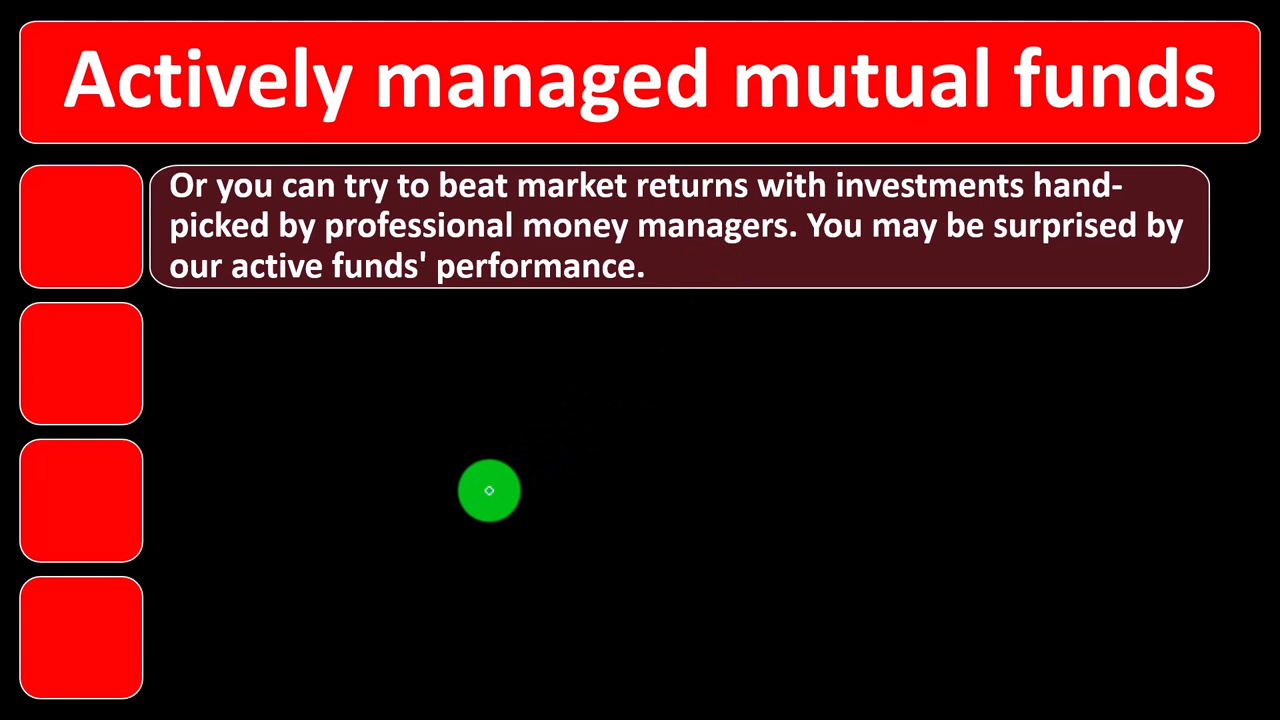 Actively managed mutual funds
Or you can try to beat market returns with investments hand-
picked by professional money managers. You may be surprised by
our active funds' performance.